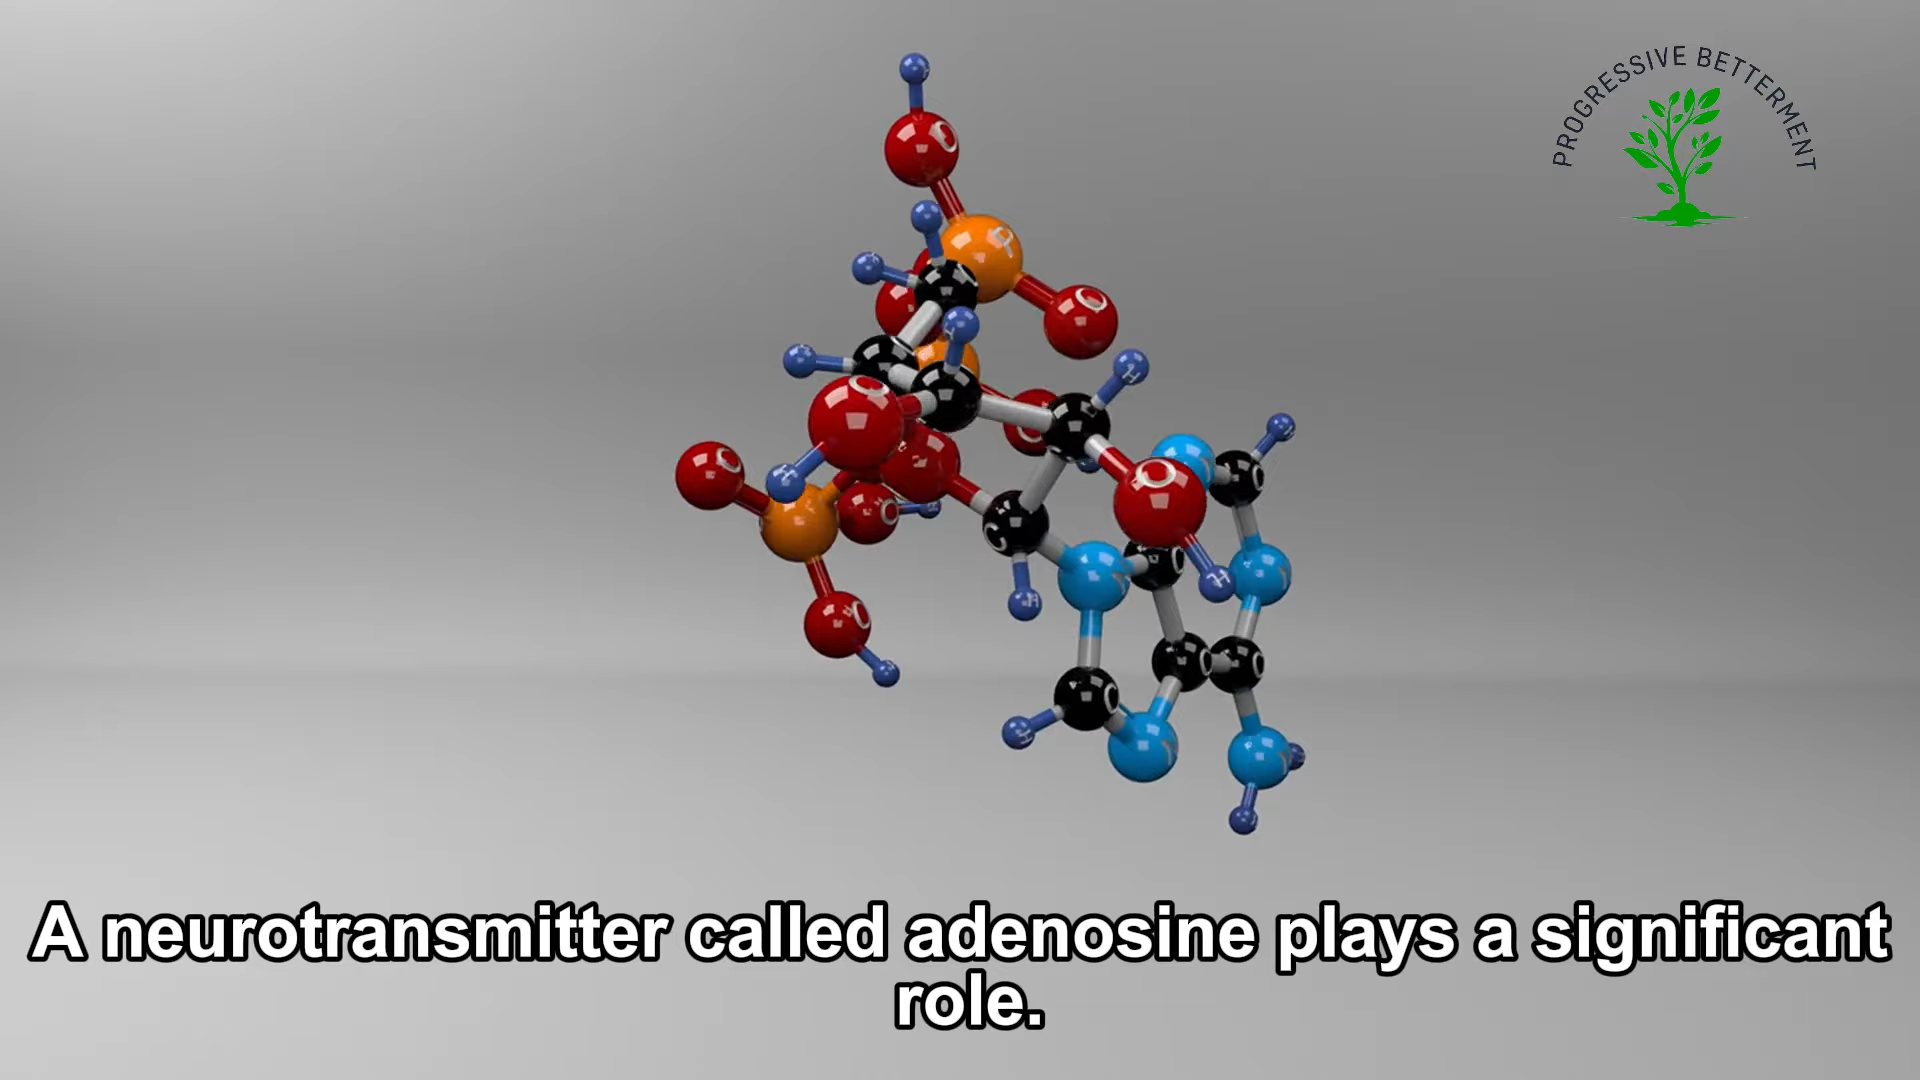 PROGRESSIVE BETTERMENT
A neurotransmitter called adenosine plays a significant
role.